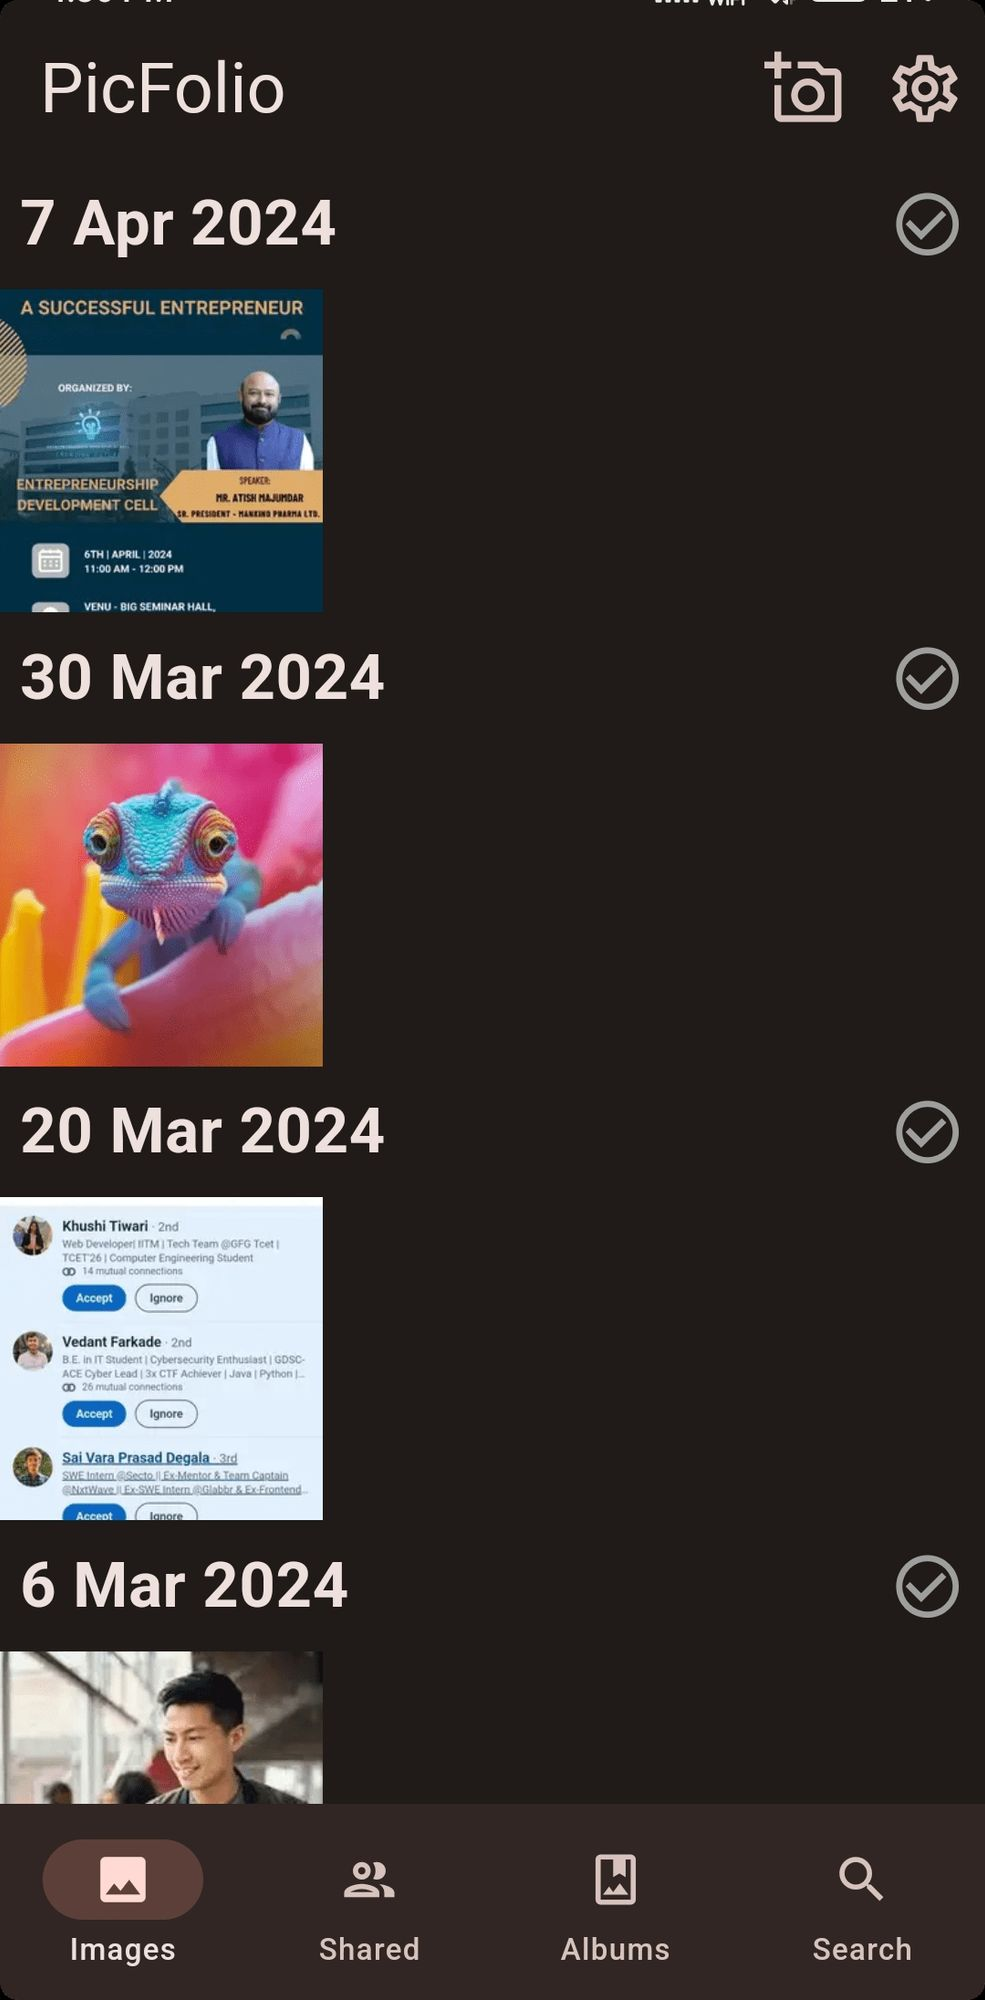 PicFolio
7 Apr 2024
A SUCCESSFUL ENTREPRENEUR
ORGANIZED BY:
ENTREPRENEURSHIP
DEVELOPMENT CELL
SPEAKER:
MR. ATISH MAJUMDAR
SR. PRESIDENT - MANKIND PHARMA LTD.
6TH | APRIL | 2024
11:00 AM - 12:00 PM
VENU - BIG SEMINAR HALL,
30 Mar 2024
20 Mar 2024
Khushi Tiwari · 2nd
Web Developer| IITM | Tech Team @GFG Tcet |
TCET'26 | Computer Engineering Student
14 mutual connections
Accept Ignore
Vedant Farkade · 2nd
B.E. in IT Student | Cybersecurity Enthusiast | GDSC-
ACE Cyber Lead | 3x CTF Achiever | Java | Python |...
26 mutual connections
Accept Ignore
Sai Vara Prasad Degala · 3rd
SWE Intern @Secto || Ex-Mentor & Team Captain
@NxtWave || Ex-SWE Intern @Glabbr & Ex-Frontend...
Accept Ignore
6 Mar 2024
Images Shared Albums Search